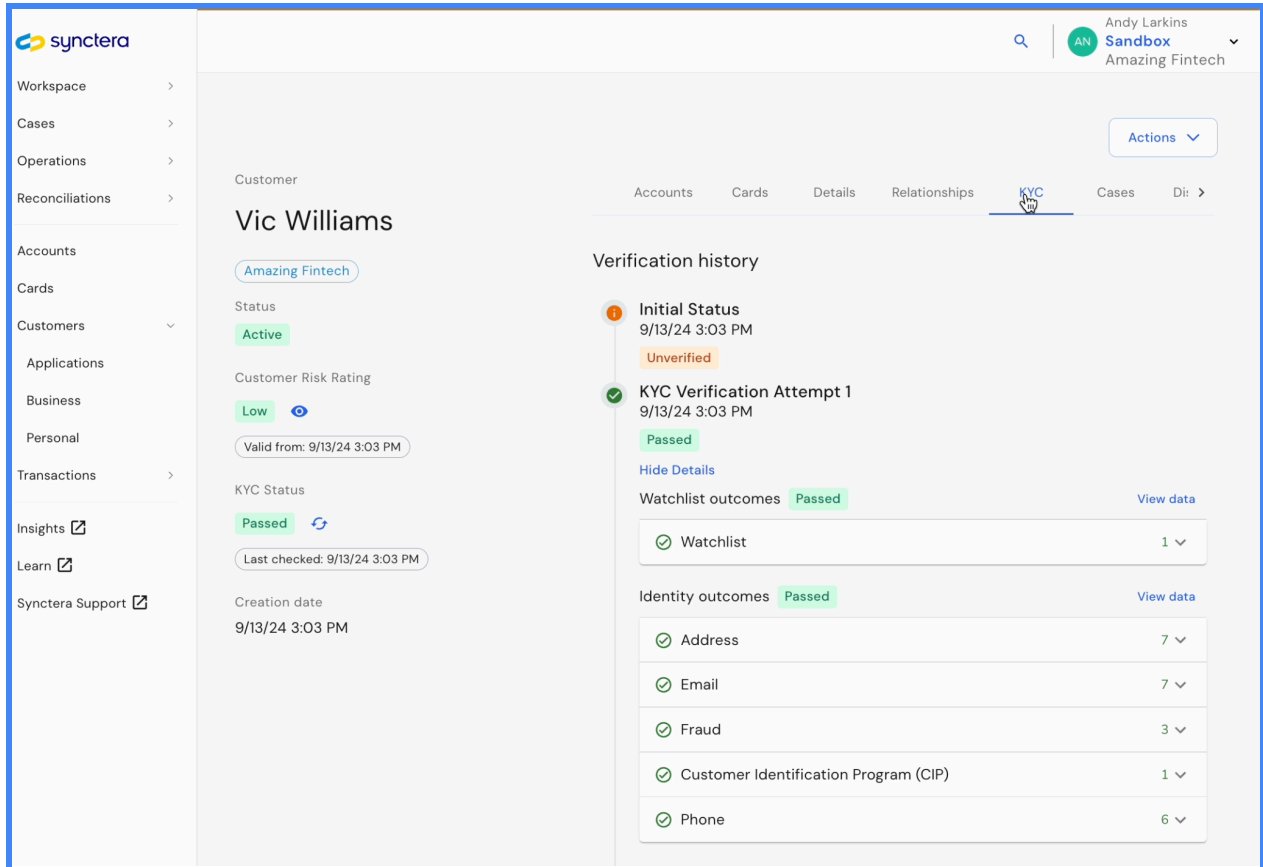 synctera
Workspace
Cases
Operations
Reconciliations
Accounts
Cards
Customers
Applications
Business
Personal
Transactions
Insights
Learn
Synctera Support
AN
Andy Larkins
Sandbox
Amazing Fintech
Actions
Customer
Vic Williams
Amazing Fintech
Status
Active
Customer Risk Rating
Low
Valid from: 9/13/24 3:03 PM
KYC Status
Passed
Last checked: 9/13/24 3:03 PM
Creation date
9/13/24 3:03 PM
Accounts Cards Details Relationships KYC Cases
Verification history
Initial Status
9/13/24 3:03 PM
Unverified
KYC Verification Attempt 1
9/13/24 3:03 PM
Passed
Hide Details
Watchlist outcomes Passed View data
Watchlist 1
Identity outcomes Passed View data
Address 7
Email 7
Fraud 3
Customer Identification Program (CIP) 1
Phone 6